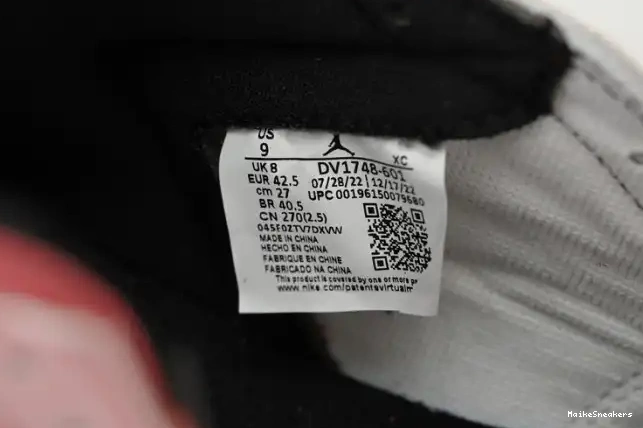 US
9
XC
UK 8
DV1748-601
EUR 42.5
07/28/22 | 12/17/22
cm 27
UPC 00196150079680
BR 40.5
CN 270(2.5)
045F0ZTV7DXVW
MADE IN CHINA
HECHO EN CHINA
FABRIQUE EN CHINE
FABRICADO NA CHINA
This product is covered by one or more pa
www.nike.com/patentsvirtualm
MaikeSneakers